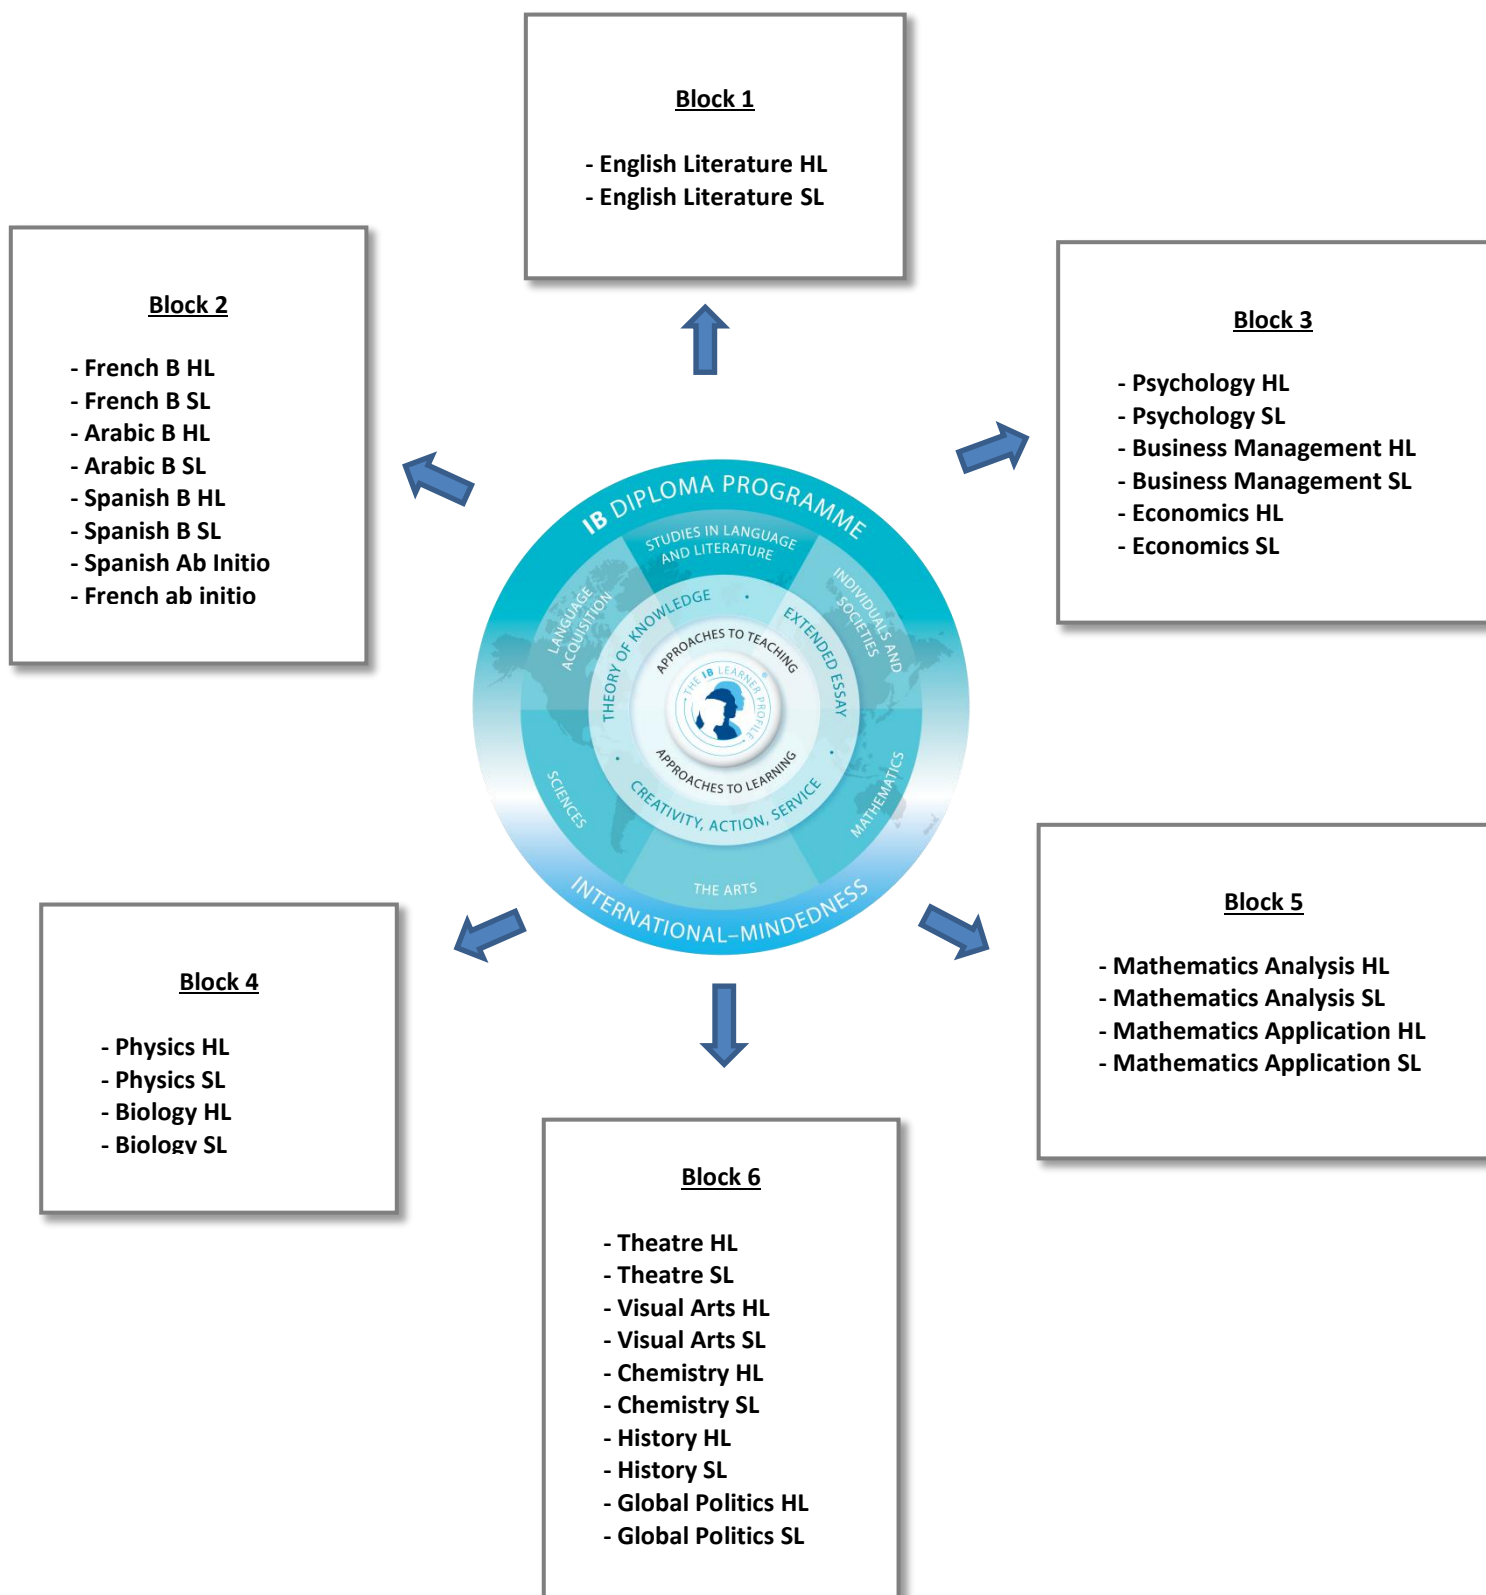 Block 1
- English Literature HL
- English Literature SL
Block 2
- French B HL
- French B SL
- Arabic B HL
- Arabic B SL
- Spanish B HL
- Spanish B SL
- Spanish Ab Initio
- French ab initio
Block 3
- Psychology HL
- Psychology SL
- Business Management HL
- Business Management SL
- Economics HL
- Economics SL
IB DIPLOMA PROGRAMME
STUDIES IN LANGUAGE
AND LITERATURE
LANGUAGE
ACQUISITION
INDIVIDUALS AND
SOCIETIES
THEORY OF KNOWLEDGE
EXTENDED ESSAY
APPROACHES TO TEACHING
THE IB LEARNER PROFILE ®
APPROACHES TO LEARNING
CREATIVITY, ACTION, SERVICE
SCIENCES
MATHEMATICS
THE ARTS
INTERNATIONAL–MINDEDNESS
Block 4
- Physics HL
- Physics SL
- Biology HL
- Biology SL
Block 5
- Mathematics Analysis HL
- Mathematics Analysis SL
- Mathematics Application HL
- Mathematics Application SL
Block 6
- Theatre HL
- Theatre SL
- Visual Arts HL
- Visual Arts SL
- Chemistry HL
- Chemistry SL
- History HL
- History SL
- Global Politics HL
- Global Politics SL